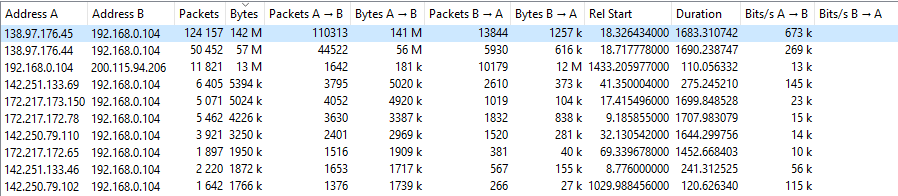 Address A Address B Packets Bytes Packets A → B Bytes A → B Packets B → A Bytes B → A Rel Start Duration Bits/s A → B Bits/s B → A
138.97.176.45 192.168.0.104 124 157 142 M 110313 141 M 13844 1257 k 18.326434000 1683.310742 673 k
138.97.176.44 192.168.0.104 50 452 57 M 44522 56 M 5930 616 k 18.717778000 1690.238747 269 k
192.168.0.104 200.115.94.206 11 821 13 M 1642 181 k 10179 12 M 1433.205977000 110.056332 13 k
142.251.133.69 192.168.0.104 6 405 5394 k 3795 5020 k 2610 373 k 41.350004000 275.245210 145 k
172.217.173.150 192.168.0.104 5 071 5024 k 4052 4920 k 1019 104 k 17.415496000 1699.848528 23 k
172.217.172.78 192.168.0.104 5 462 4226 k 3630 3387 k 1832 838 k 9.185855000 1707.983079 15 k
142.250.79.110 192.168.0.104 3 921 3250 k 2401 2969 k 1520 281 k 32.130542000 1644.299756 14 k
172.217.172.65 192.168.0.104 1 897 1950 k 1516 1909 k 381 40 k 69.339678000 1452.668403 10 k
142.251.133.46 192.168.0.104 2 220 1872 k 1653 1717 k 567 155 k 8.776000000 241.312525 56 k
142.250.79.102 192.168.0.104 1 642 1766 k 1376 1739 k 266 27 k 1029.988456000 120.626340 115 k